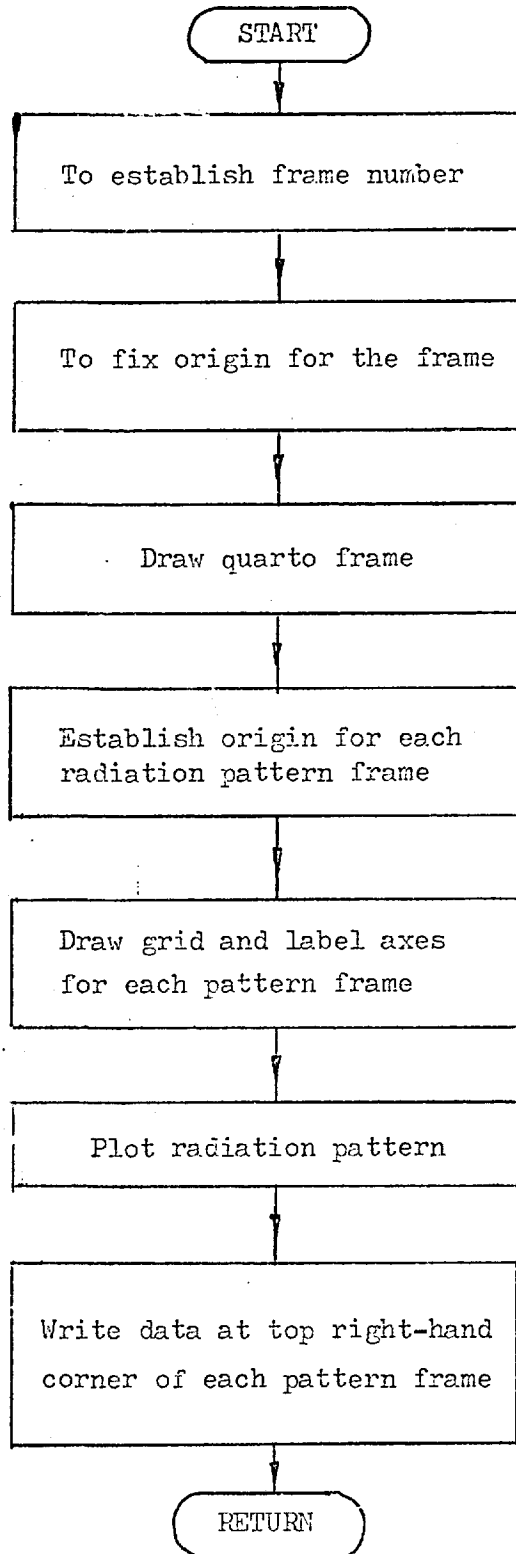 START
To establish frame number
To fix origin for the frame
Draw quarto frame
Establish origin for each
radiation pattern frame
Draw grid and label axes
for each pattern frame
Plot radiation pattern
Write data at top right-hand
corner of each pattern frame
RETURN